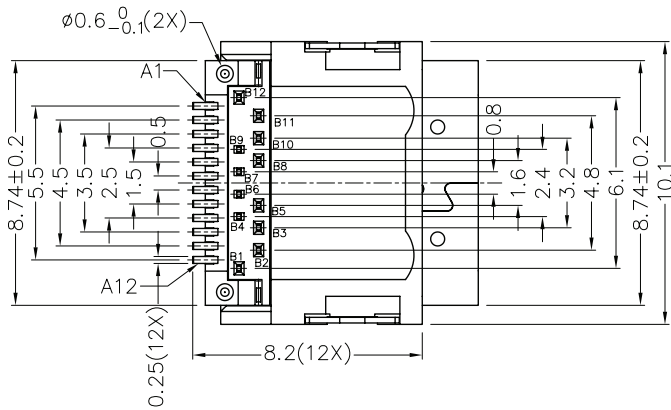 ø0.6 0 -0.1 (2X)
A1
B12
B11
B10
B9
B8
B7
B6
B5
B4
B3
B2
B1
A12
8.74±0.2
5.5
4.5
3.5
2.5
1.5
0.5
0.8
1.6
2.4
3.2
4.8
6.1
8.74±0.2
10.1
8.2(12X)
0.25(12X)